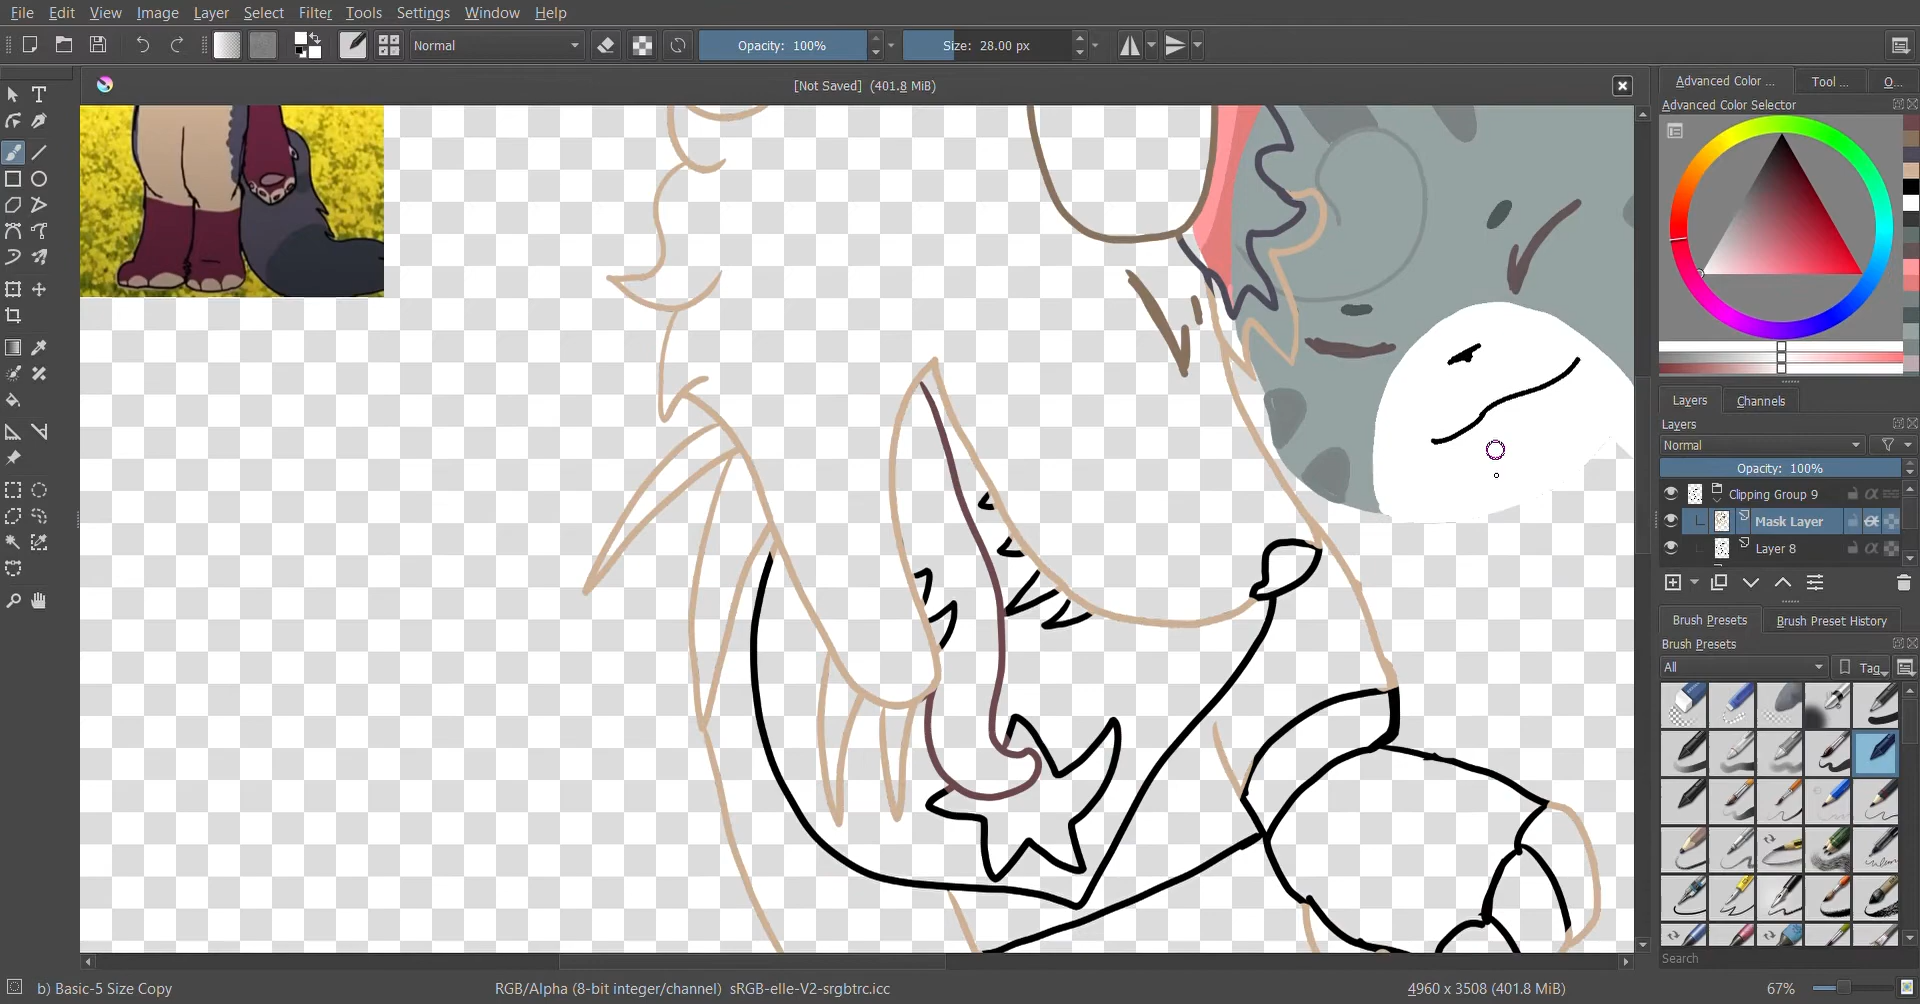 File Edit View Image Layer Select Filter Tools Settings Window Help
Normal Opacity: 100% Size: 28.00 px
[Not Saved] (401.8 MiB)
Advanced Color ... Tool ... O...
Advanced Color Selector
Layers Channels
Layers
Normal
Opacity: 100%
Clipping Group 9
Mask Layer
Layer 8
Brush Presets Brush Preset History
Brush Presets
All Tag
Search
b) Basic-5 Size Copy RGB/Alpha (8-bit integer/channel) sRGB-elle-V2-srgbtrc.icc 4960 x 3508 (401.8 MiB) 67%